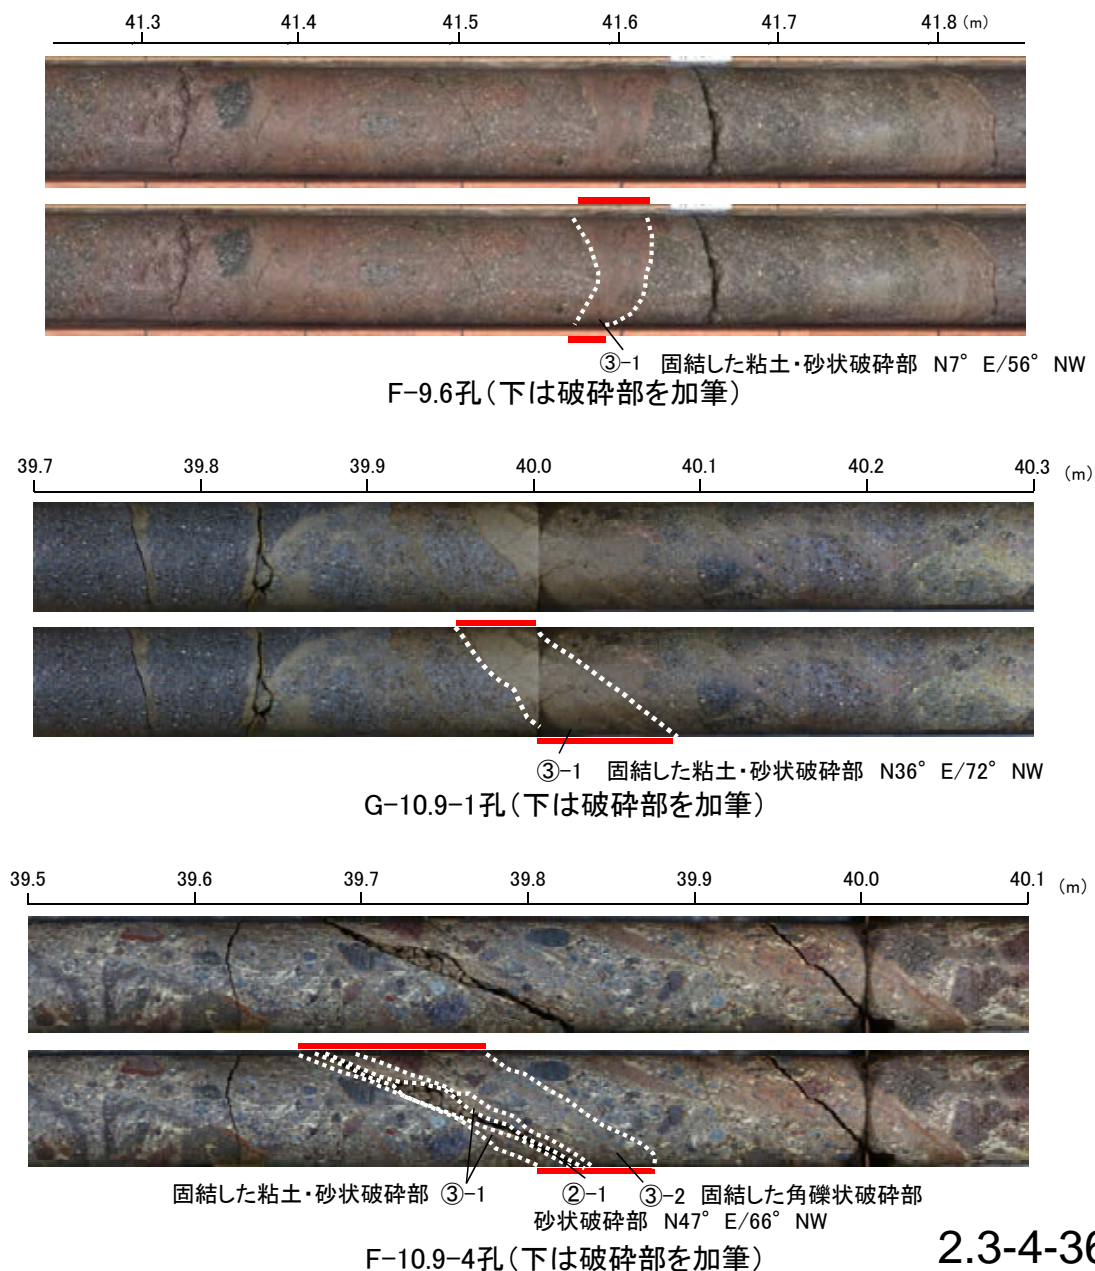 41.3 41.4 41.5 41.6 41.7 41.8 (m)
③-1 固結した粘土・砂状破砕部 N7° E/56° NW
F-9.6孔(下は破砕部を加筆)
39.7 39.8 39.9 40.0 40.1 40.2 40.3 (m)
③-1 固結した粘土・砂状破砕部 N36° E/72° NW
G-10.9-1孔(下は破砕部を加筆)
39.5 39.6 39.7 39.8 39.9 40.0 40.1 (m)
固結した粘土・砂状破砕部 ③-1 ②-1 ③-2 固結した角礫状破砕部
砂状破砕部 N47° E/66° NW
F-10.9-4孔(下は破砕部を加筆)
2.3-4-36